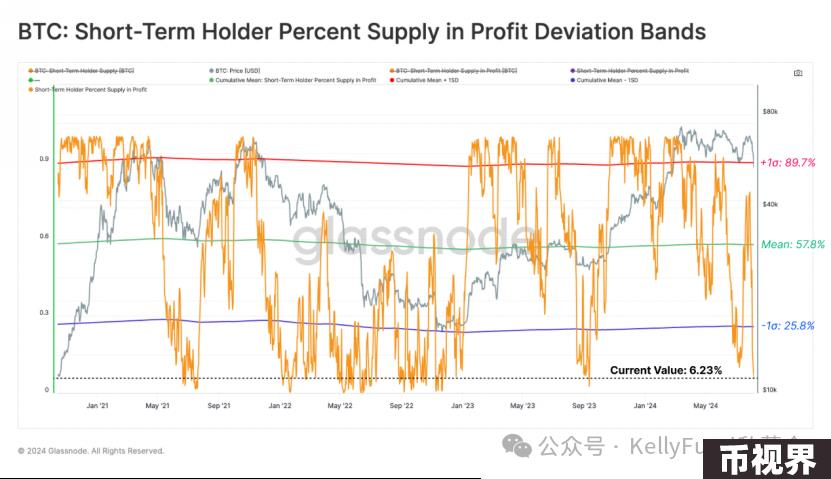 BTC: Short-Term Holder Percent Supply in Profit Deviation Bands
BTC: Short-Term Holder Supply [BTC]
BTC: Price [USD]
BTC: Short-Term Holder Supply in Profit [BTC]
Short-Term Holder Percent Supply in Profit
Cumulative Mean: Short-Term Holder Percent Supply in Profit
Cumulative Mean + 1SD
Cumulative Mean - 1SD
Short-Term Holder Percent Supply in Profit
$80k
0.9
+1σ: 89.7%
$40k
0.6
glassnode
Mean: 57.8%
0.3
-1σ: 25.8%
Current Value: 6.23%
0
$10k
Jan '21 May '21 Sep '21 Jan '22 May '22 Sep '22 Jan '23 May '23 Sep '23 Jan '24 May '24
© 2024 Glassnode. All Rights Reserved.
公众号 · KellyFu
币视界